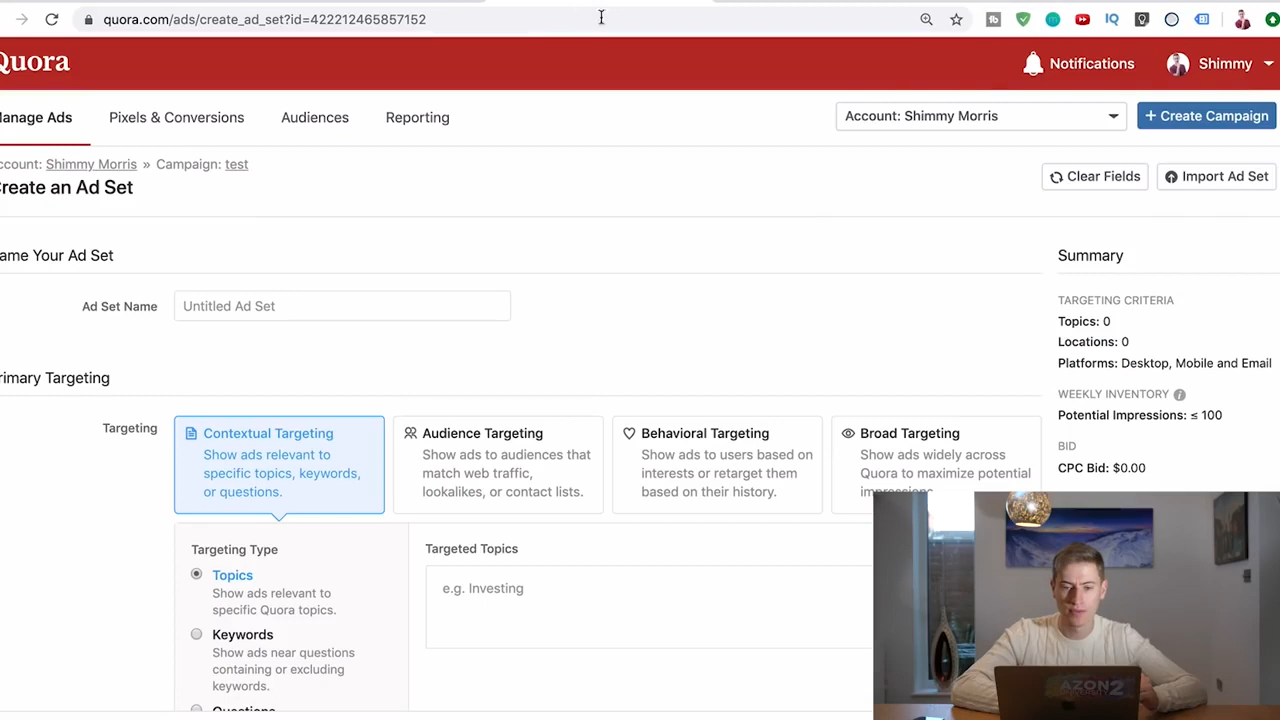 quora.com/ads/create_ad_set?id=422212465857152
IQ
Quora
Notifications
Shimmy
Manage Ads
Pixels & Conversions
Audiences
Reporting
Account: Shimmy Morris
+ Create Campaign
ccount: Shimmy Morris » Campaign: test
reate an Ad Set
Clear Fields
Import Ad Set
ame Your Ad Set
Summary
Ad Set Name
Untitled Ad Set
TARGETING CRITERIA
Topics: 0
Locations: 0
Platforms: Desktop, Mobile and Email
rimary Targeting
WEEKLY INVENTORY
Potential Impressions: ≤ 100
BID
CPC Bid: $0.00
Targeting
Contextual Targeting
Show ads relevant to
specific topics, keywords,
or questions.
Audience Targeting
Show ads to audiences that
match web traffic,
lookalikes, or contact lists.
Behavioral Targeting
Show ads to users based on
interests or retarget them
based on their history.
Broad Targeting
Show ads widely across
Quora to maximize potential
impressions.
Targeting Type
Topics
Show ads relevant to
specific Quora topics.
Keywords
Show ads near questions
containing or excluding
keywords.
Questions
Targeted Topics
e.g. Investing
AZON2